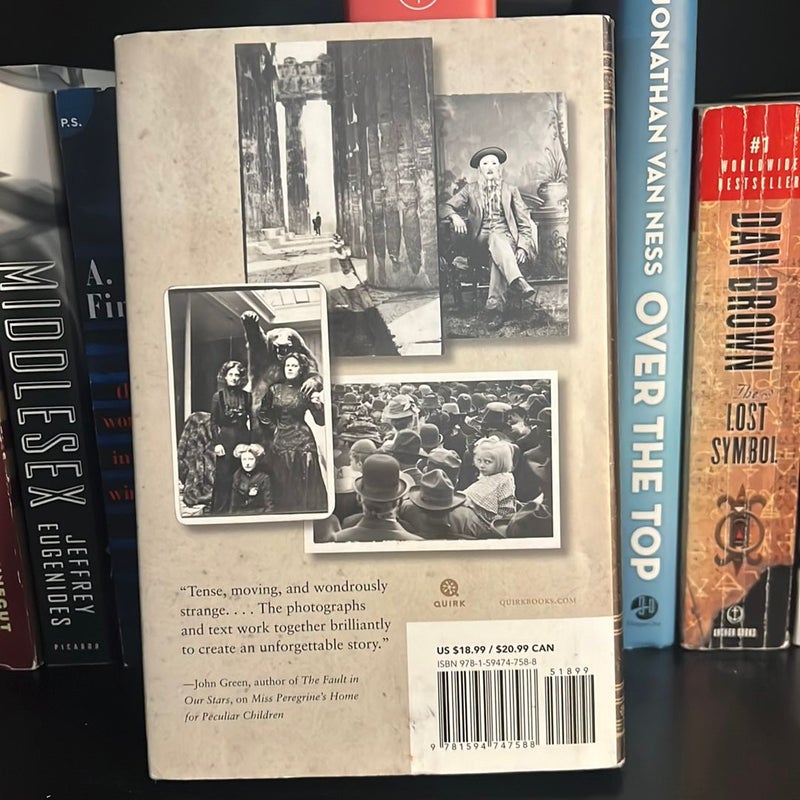 MIDDLESEX
JEFFREY
EUGENIDES
PICADOR
P.S.
A.
Fin
"Tense, moving, and wondrously
strange. . . . The photographs
and text work together brilliantly
to create an unforgettable story."
—John Green, author of The Fault in
Our Stars, on Miss Peregrine's Home
for Peculiar Children
QUIRK
QUIRKBOOKS.COM
US $18.99 / $20.99 CAN
ISBN 978-1-59474-758-8
51899
9 781594 747588
JONATHAN VAN NESS
OVER THE TOP
#1
WORLDWIDE
BESTSELLER
DAN BROWN
The
LOST
SYMBOL
ANCHOR BOOKS